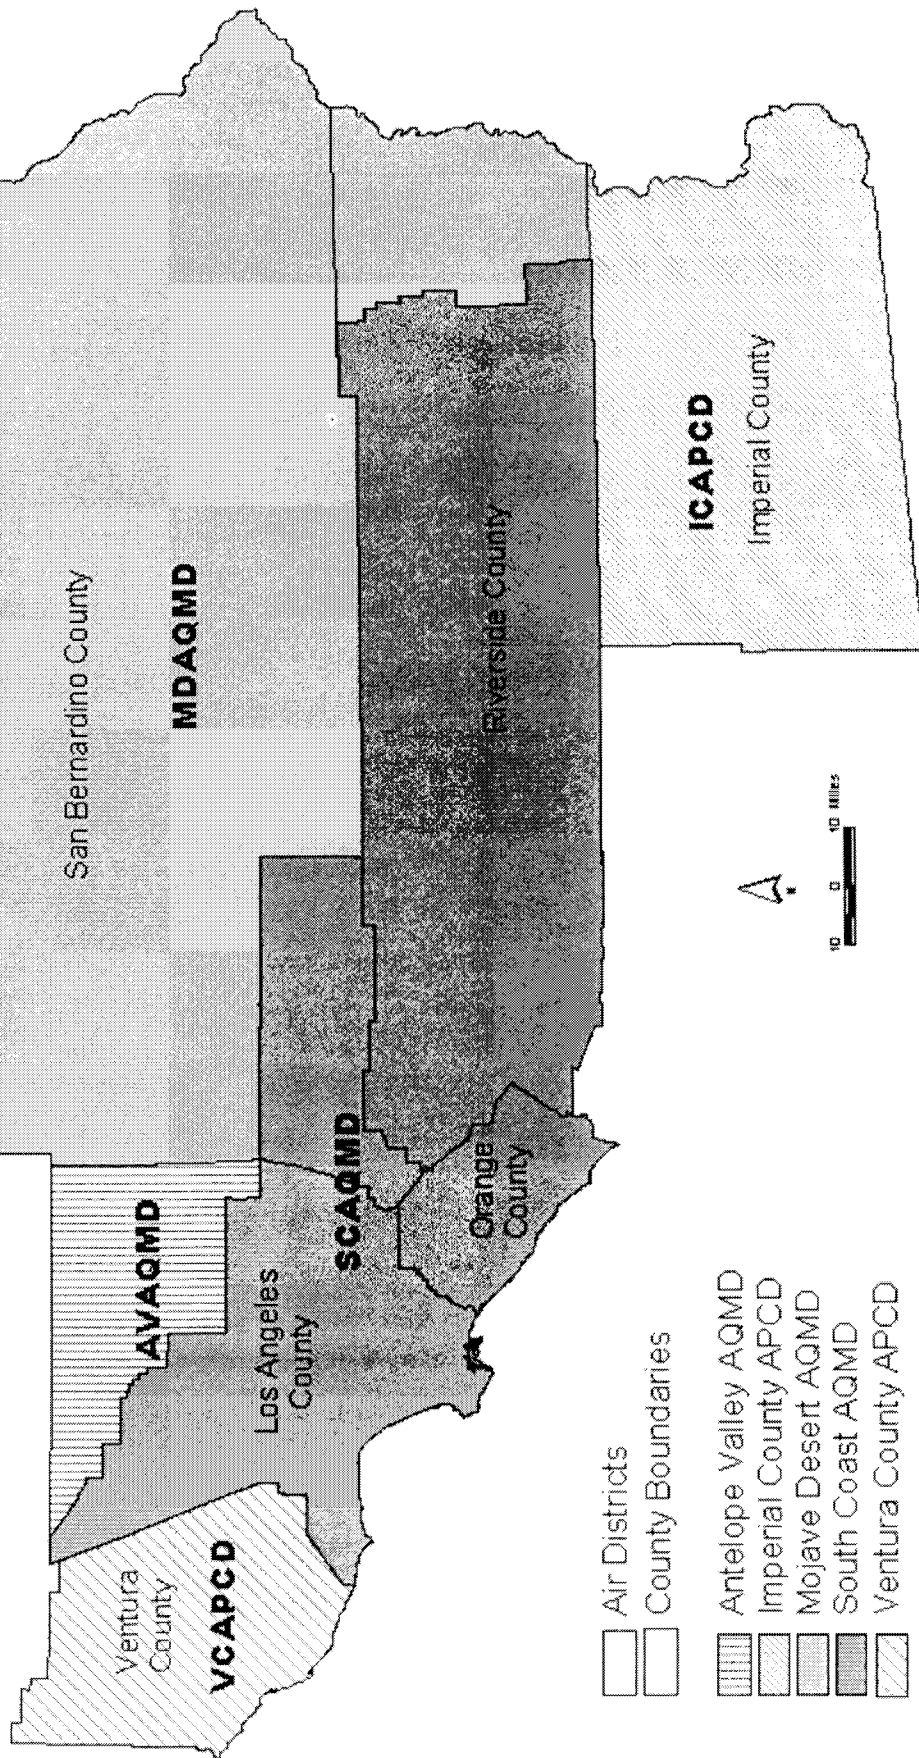 San Bernardino County
MDAQMD
AVAQMD
Ventura
County
VCAPCD
Los Angeles
County
SCAQMD
Orange
County
Riverside County
ICAPCD
Imperial County
10 0 10 Miles
N
Air Districts
County Boundaries
Antelope Valley AQMD
Imperial County APCD
Mojave Desert AQMD
South Coast AQMD
Ventura County APCD